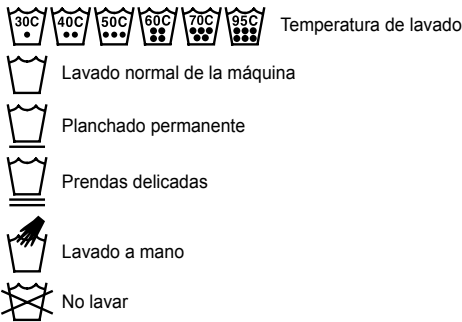 30C 40C 50C 60C 70C 95C Temperatura de lavado
Lavado normal de la máquina
Planchado permanente
Prendas delicadas
Lavado a mano
No lavar